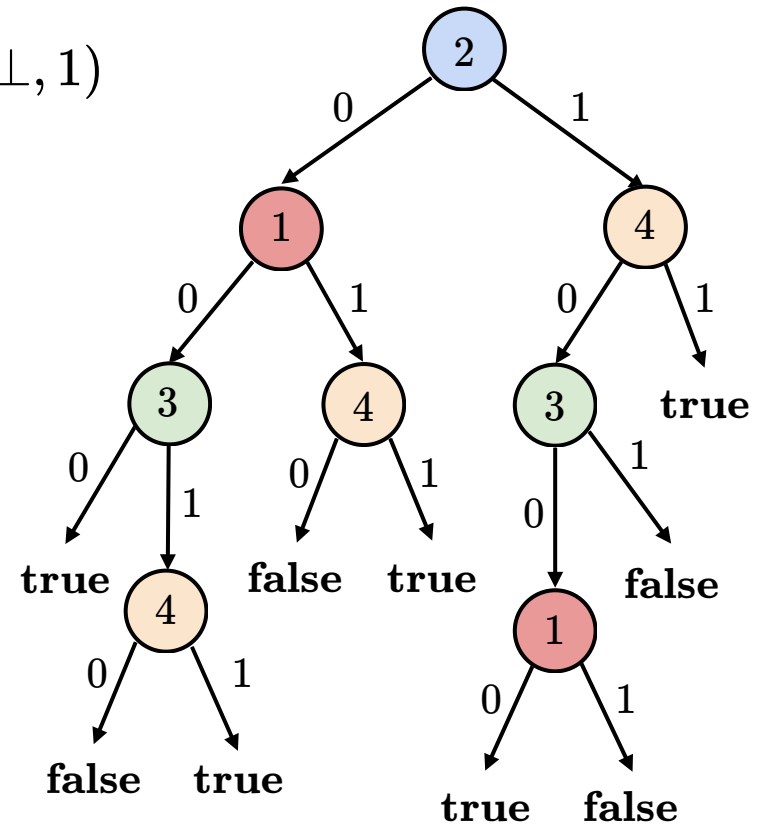 2
⊥, 1)
0 1
1 4
0 1 0 1
3 4 3 true
0 1 0 1 0 1
true 4 false true 1 false
0 1 0 1
false true true false